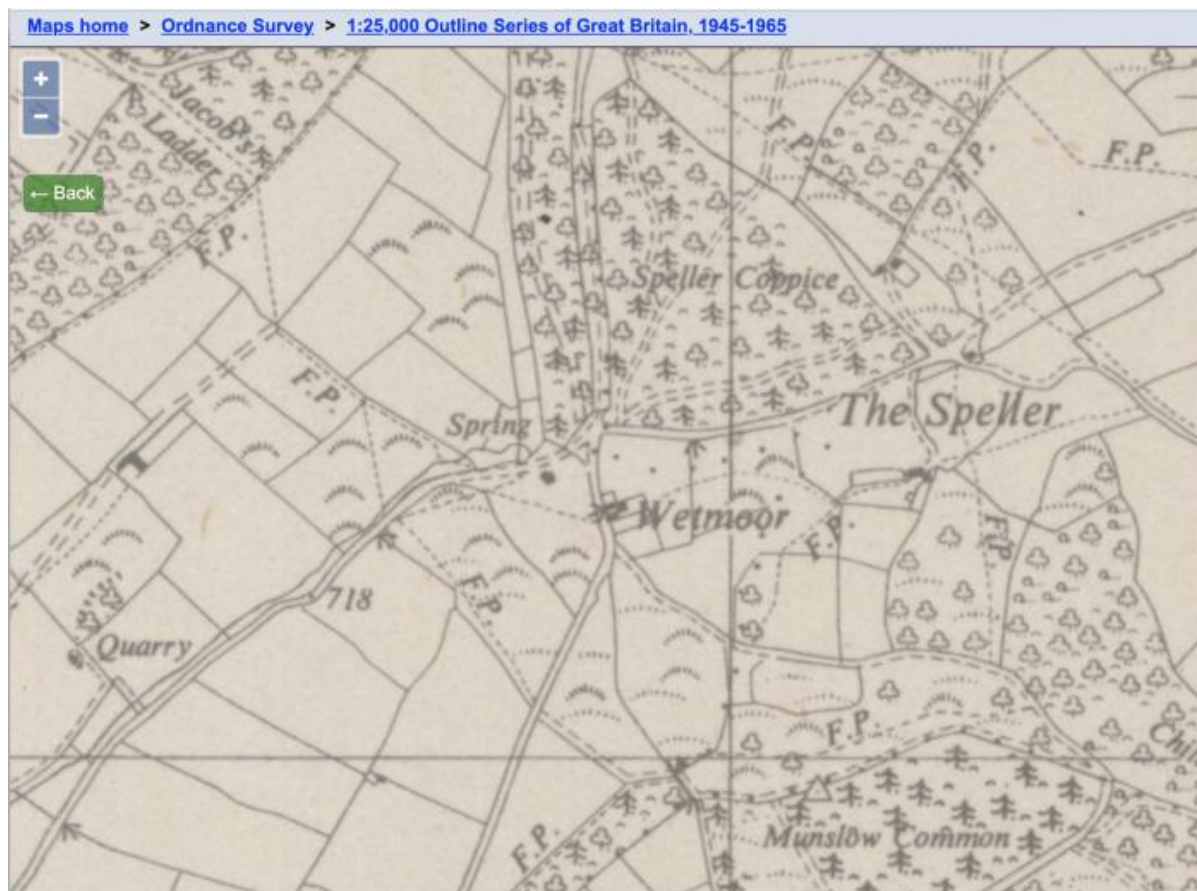 Maps home > Ordnance Survey > 1:25,000 Outline Series of Great Britain, 1945-1965
+
−
← Back
Jacob's
Ladder
F.P.
F.P.
F.P.
F.P.
Speller Coppice
F.P.
Spring
The Speller
Wetmoor
F.P.
F.P.
F.P.
718
Quarry
F.P.
Chil
F.P.
Munslow Common